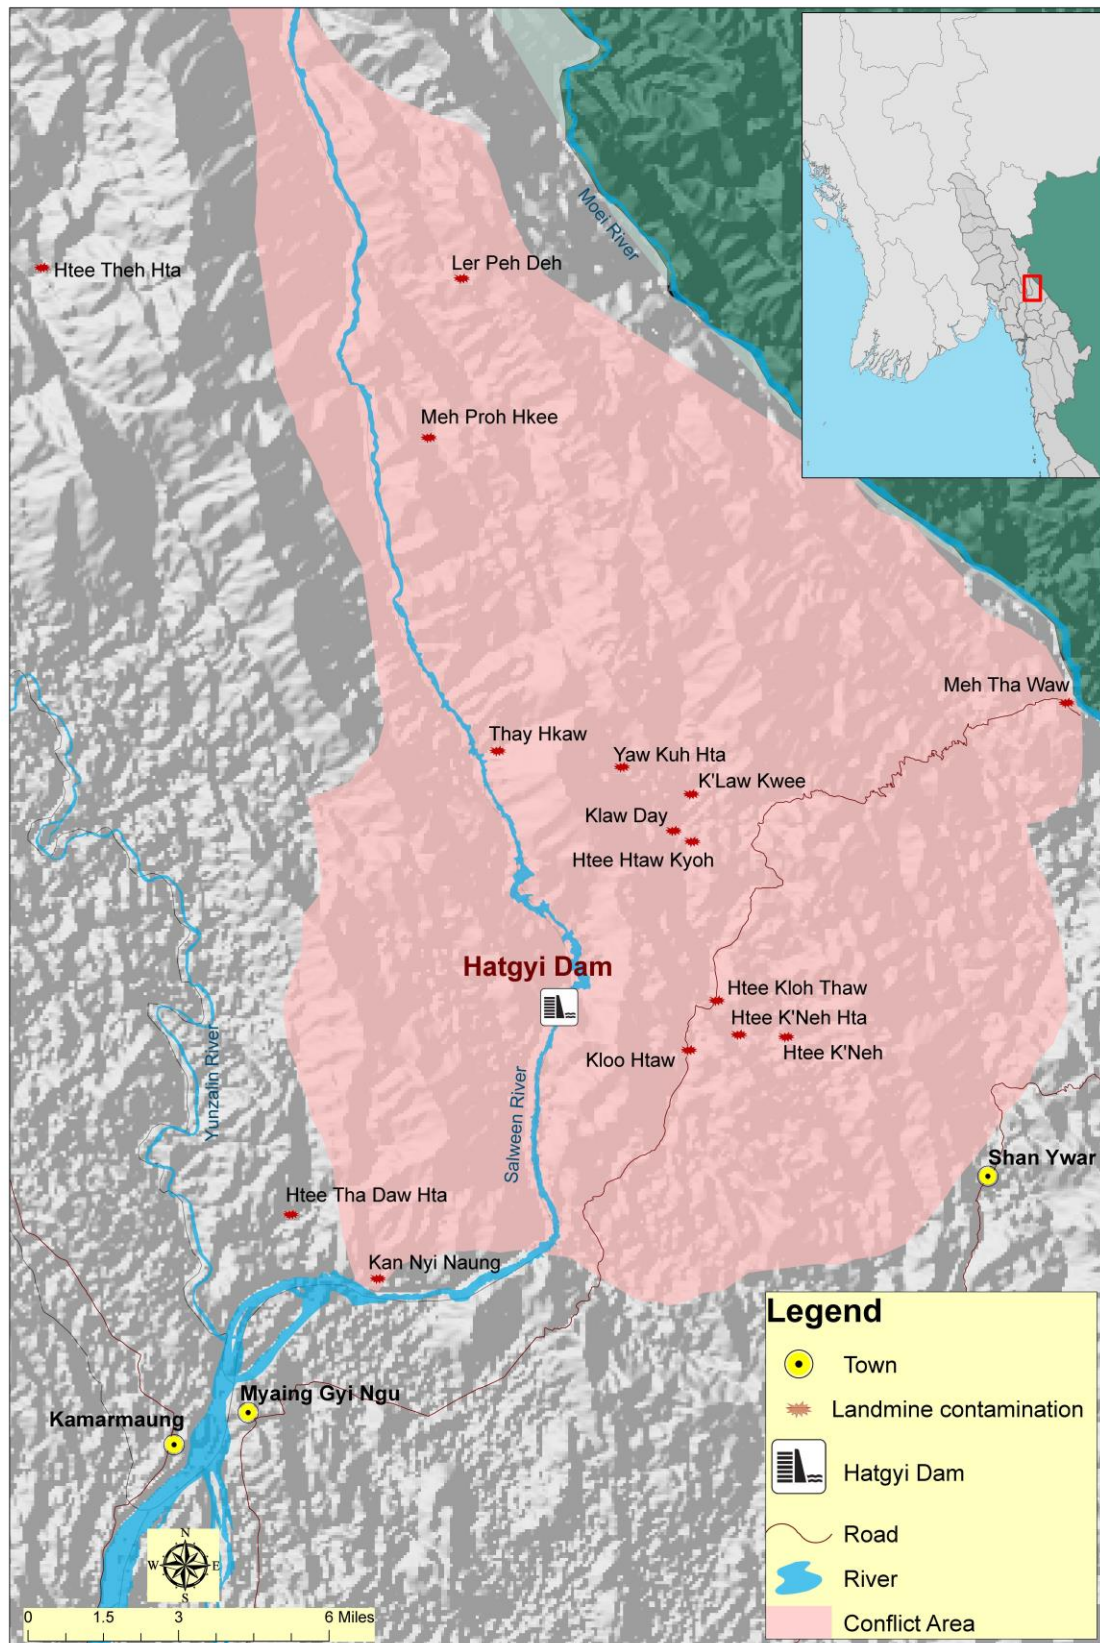 Moei River
Htee Theh Hta
Ler Peh Deh
Meh Proh Hkee
Meh Tha Waw
Thay Hkaw
Yaw Kuh Hta
K'Law Kwee
Klaw Day
Htee Htaw Kyoh
Hatgyi Dam
Htee Kloh Thaw
Htee K'Neh Hta
Kloo Htaw
Htee K'Neh
Yunzalin River
Salween River
Shan Ywar
Htee Tha Daw Hta
Kan Nyi Naung
Myaing Gyi Ngu
Kamarmaung
Legend
Town
Landmine contamination
Hatgyi Dam
Road
River
Conflict Area
N
W E
S
0 1.5 3 6 Miles